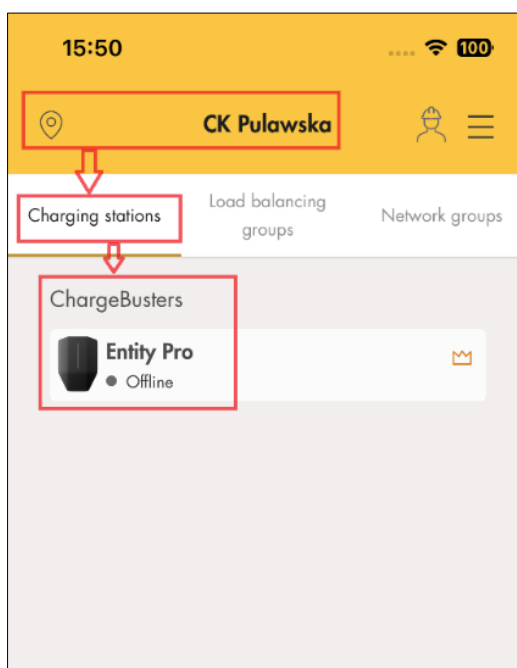 15:50
100
CK Pulawska
Charging stations
Load balancing
groups
Network groups
ChargeBusters
Entity Pro
Offline